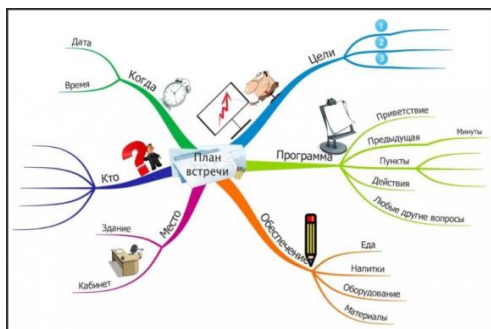 План
встречи
Когда
Дата
Время
Цели
1
2
3
Программа
Приветствие
Предыдущая
Минуты
Пункты
Действия
Любые другие вопросы
Обеспечение
Еда
Напитки
Оборудование
Материалы
Место
Здание
Кабинет
Кто